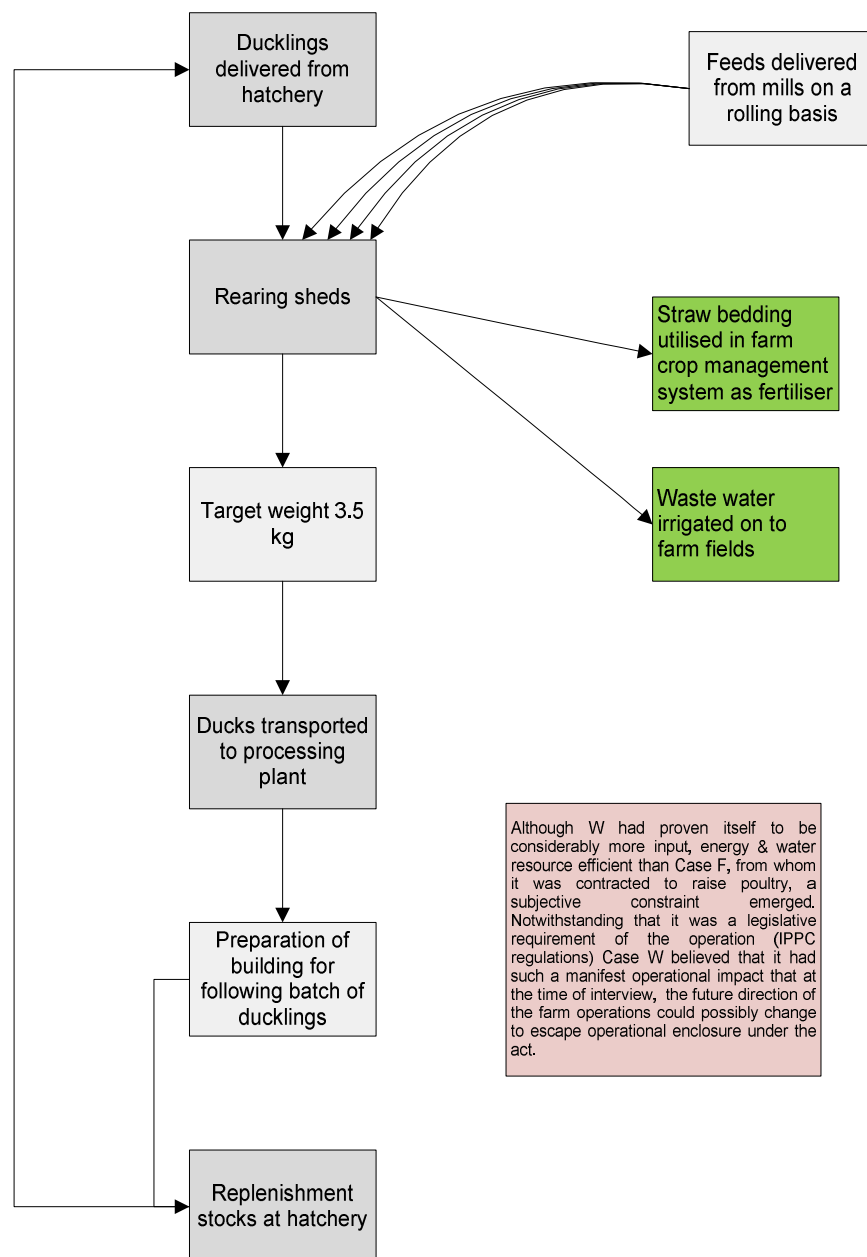 Ducklings
delivered from
hatchery
Feeds delivered
from mills on a
rolling basis
Rearing sheds
Straw bedding
utilised in farm
crop management
system as fertiliser
Target weight 3.5
kg
Waste water
irrigated on to
farm fields
Ducks transported
to processing
plant
Although W had proven itself to be
considerably more input, energy & water
resource efficient than Case F, from whom
it was contracted to raise poultry, a
subjective constraint emerged.
Notwithstanding that it was a legislative
requirement of the operation (IPPC
regulations) Case W believed that it had
such a manifest operational impact that at
the time of interview, the future direction of
the farm operations could possibly change
to escape operational enclosure under the
act.
Preparation of
building for
following batch of
ducklings
Replenishment
stocks at hatchery